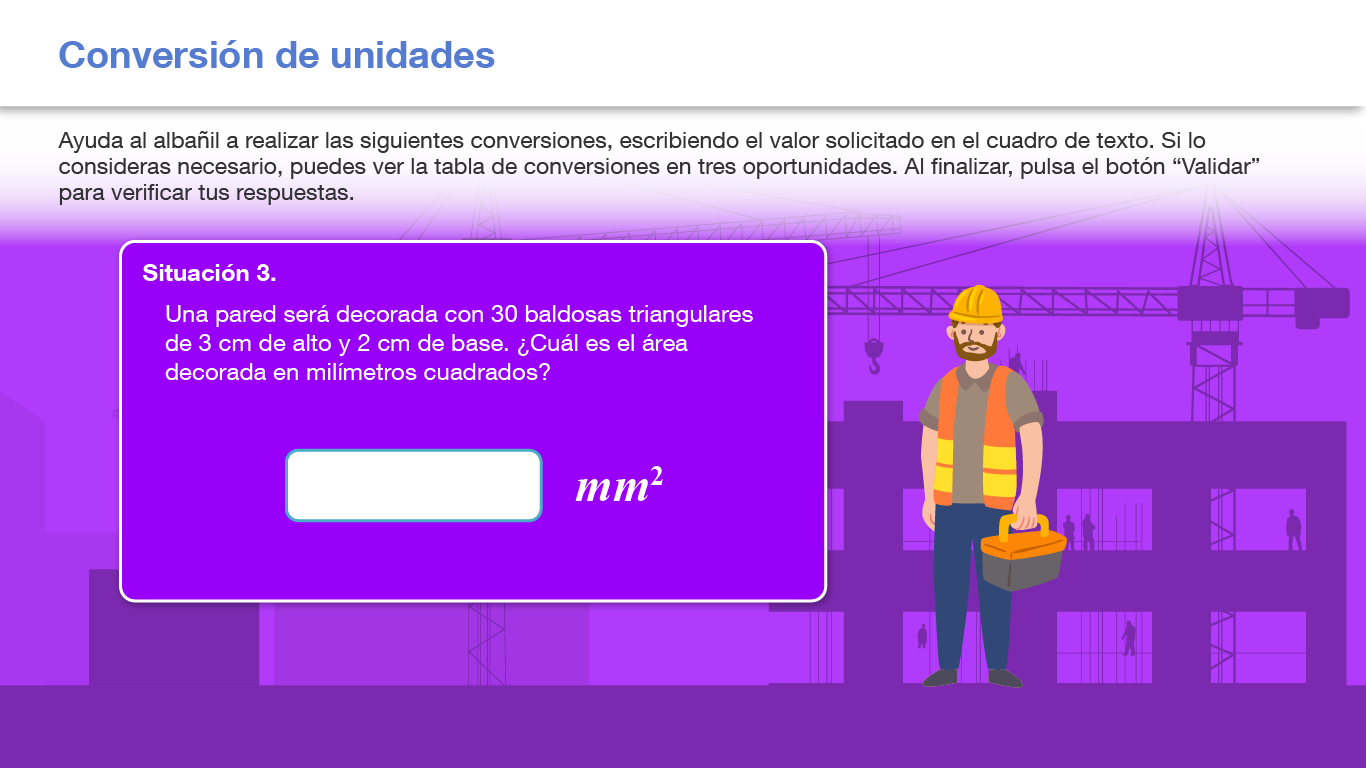 Conversión de unidades
Ayuda al albañil a realizar las siguientes conversiones, escribiendo el valor solicitado en el cuadro de texto. Si lo
consideras necesario, puedes ver la tabla de conversiones en tres oportunidades. Al finalizar, pulsa el botón “Validar”
para verificar tus respuestas.
Situación 3.
Una pared será decorada con 30 baldosas triangulares
de 3 cm de alto y 2 cm de base. ¿Cuál es el área
decorada en milímetros cuadrados?
mm²